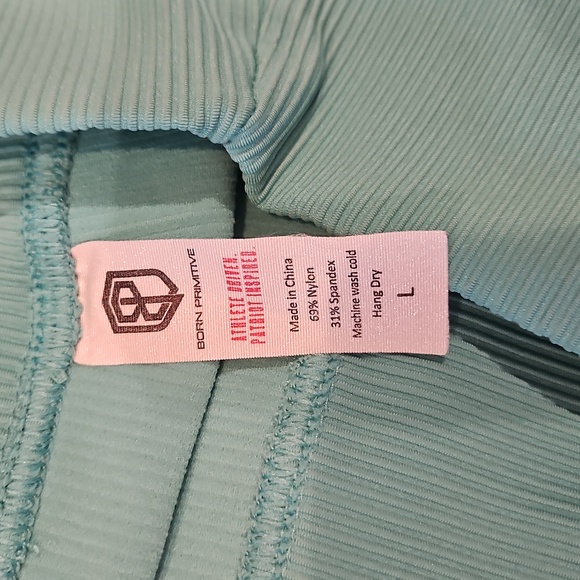 BORN PRIMITIVE
ATHLETE DRIVEN.
PATRIOT INSPIRED.
Made in China
69% Nylon
31% Spandex
Machine wash cold
Hang Dry
L